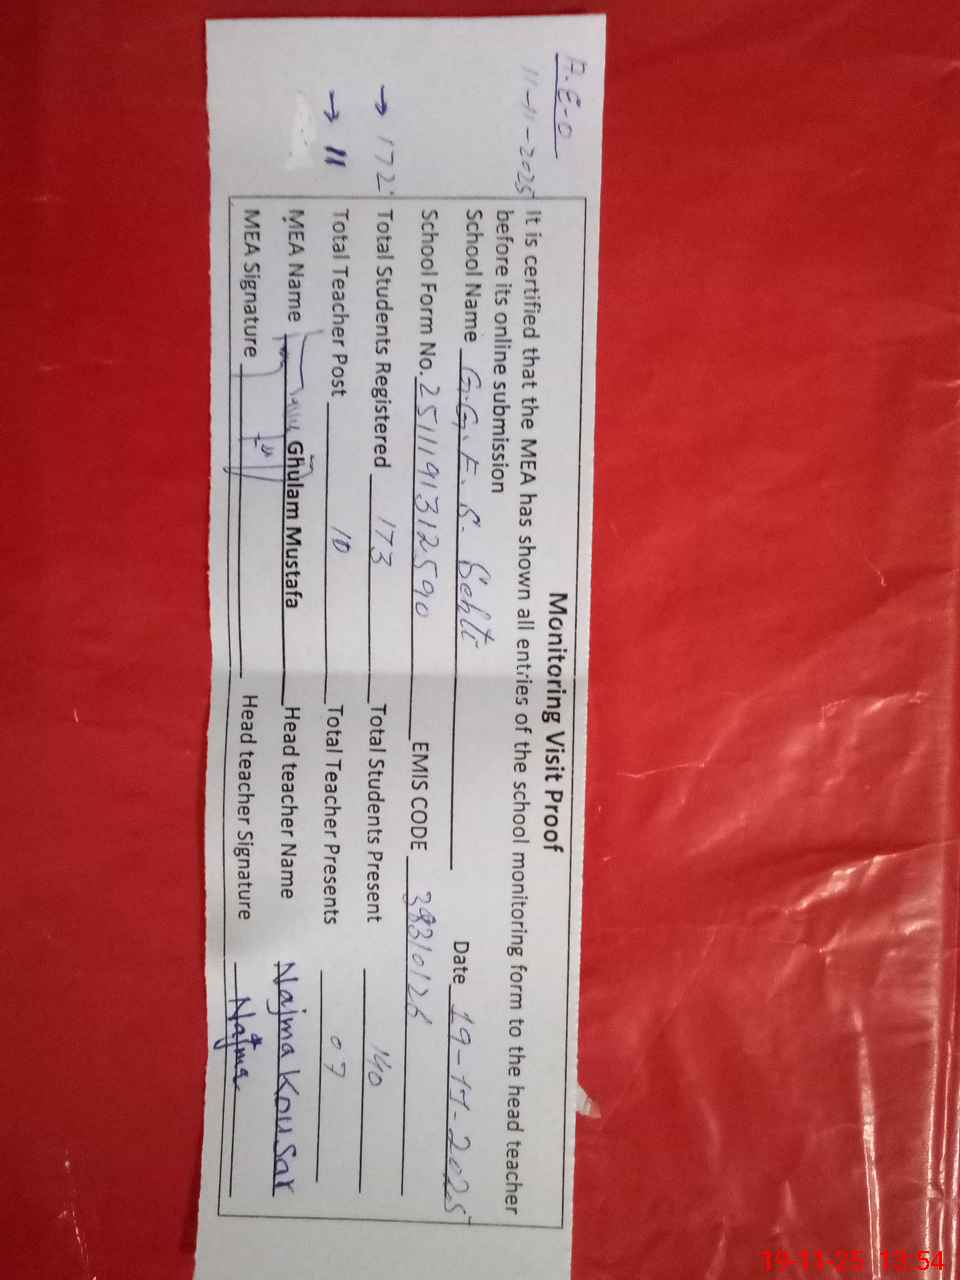 A.E.O
11-11-2025
→ 172
→ 11
Monitoring Visit Proof
It is certified that the MEA has shown all entries of the school monitoring form to the head teacher
before its online submission
School Name G.G.E.S. Sehti Date 19-11-2025
School Form No. 2511191312590 EMIS CODE 38310126
Total Students Registered 173 Total Students Present 140
Total Teacher Post 10 Total Teacher Presents 07
MEA Name Ghulam Mustafa Head teacher Name Najma Kousar
MEA Signature Head teacher Signature Najma
19-11-25 13:54